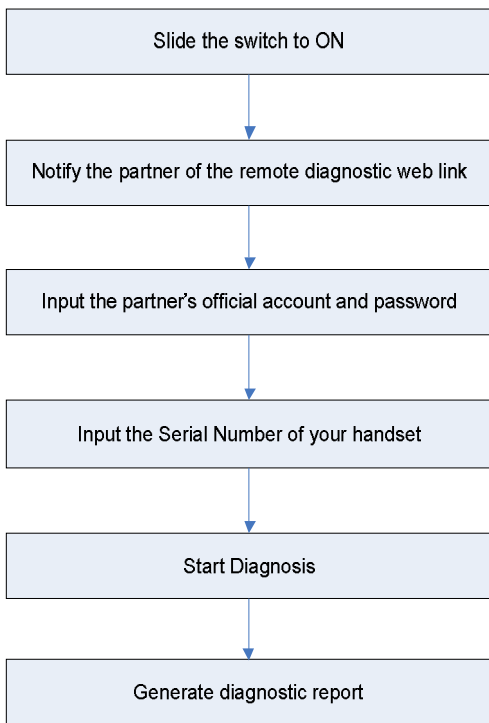 Slide the switch to ON
Notify the partner of the remote diagnostic web link
Input the partner's official account and password
Input the Serial Number of your handset
Start Diagnosis
Generate diagnostic report